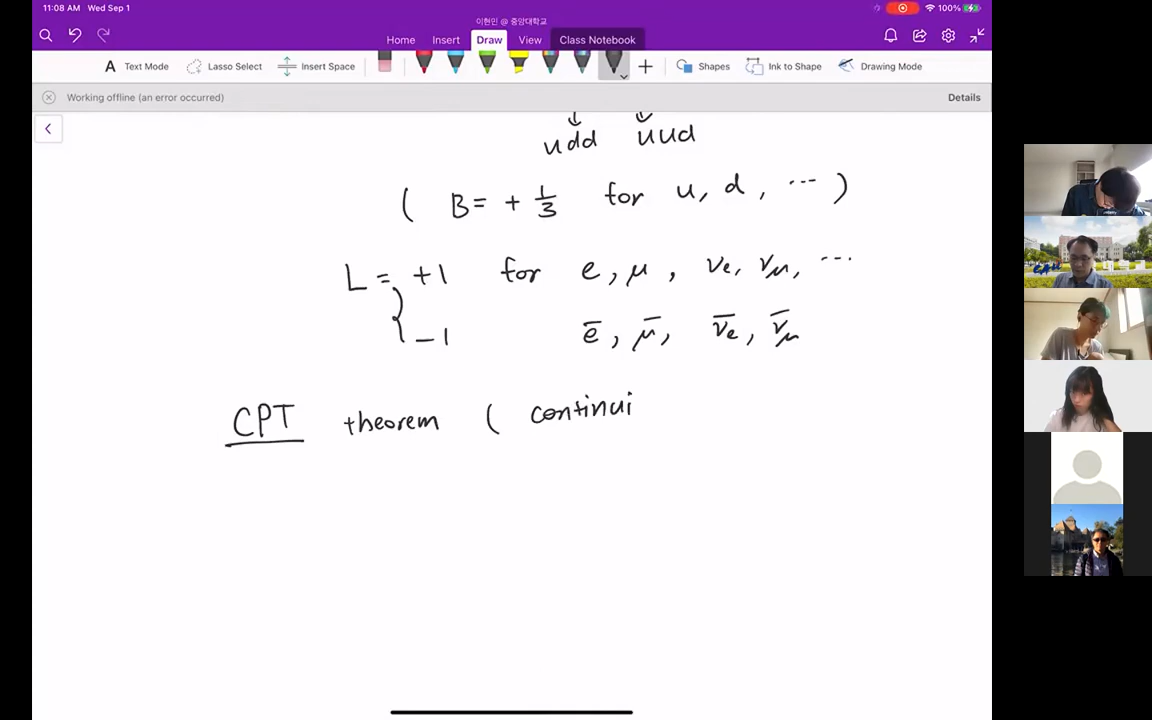 11:08 AM Wed Sep 1
100%
이현민 @ 중앙대학교
Home Insert Draw View Class Notebook
A Text Mode Lasso Select Insert Space + Shapes Ink to Shape Drawing Mode
Working offline (an error occurred) Details
↓ ↓
udd uud
( B = + 1/3 for u, d, ... )
L = { +1 for e, μ, νe, νμ, ...
-1 e̅, μ̅, ν̅e, ν̅μ
CPT theorem ( continui